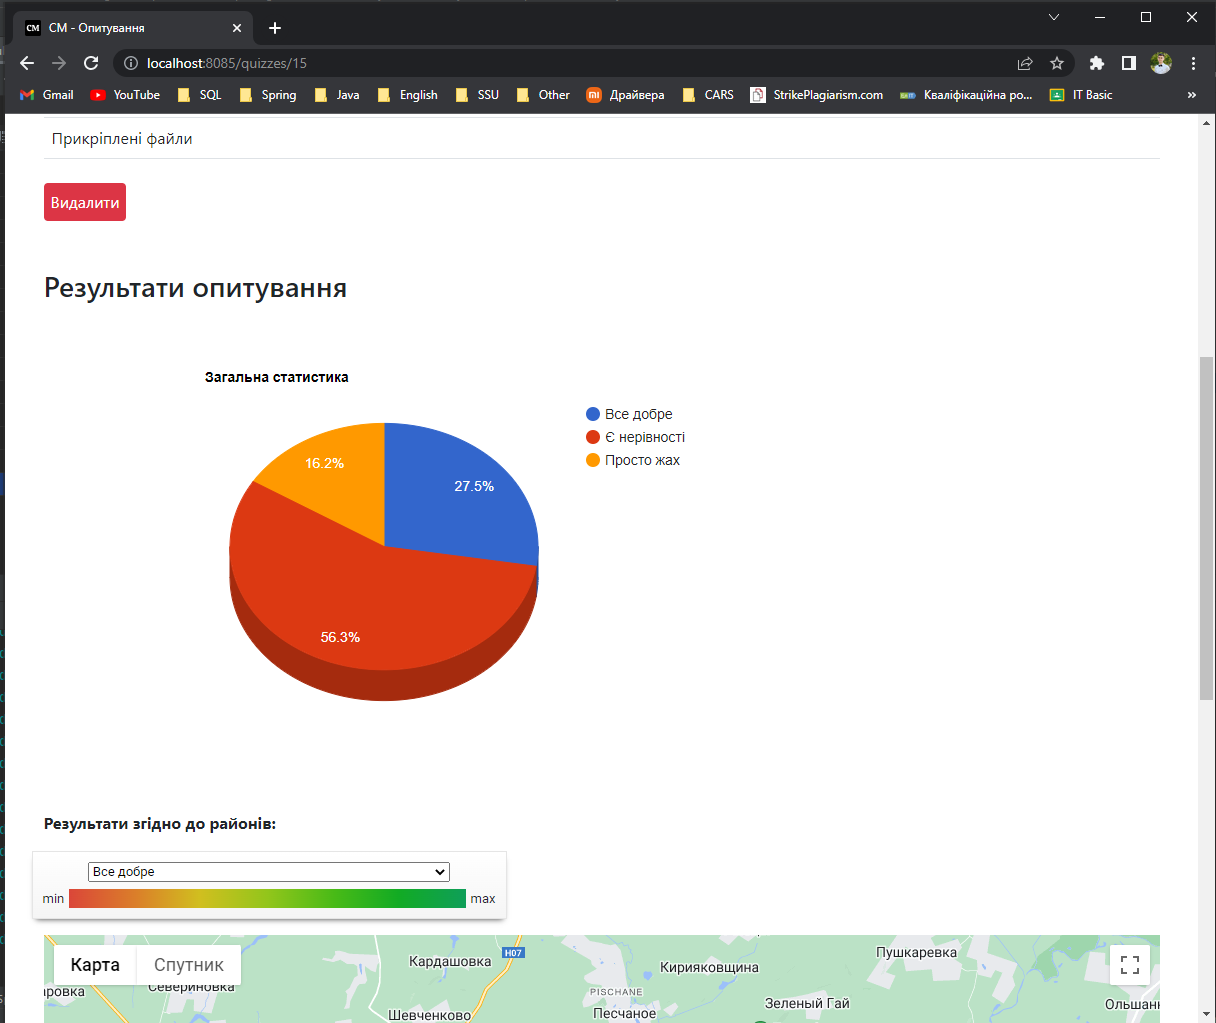 CM - Опитування
localhost:8085/quizzes/15
Gmail YouTube SQL Spring Java English SSU Other Драйвера CARS StrikePlagiarism.com Кваліфікаційна ро... IT Basic »
Прикріплені файли
Видалити
Результати опитування
Загальна статистика
Все добре
Є нерівності
Просто жах
16.2%
27.5%
56.3%
Результати згідно до районів:
Все добре
min max
Карта Спутник
Кардашовка
H07
Кирияковщина
Пушкаревка
Севериновка
PISCHANE
Песчаное
Зеленый Гай
Шевченково